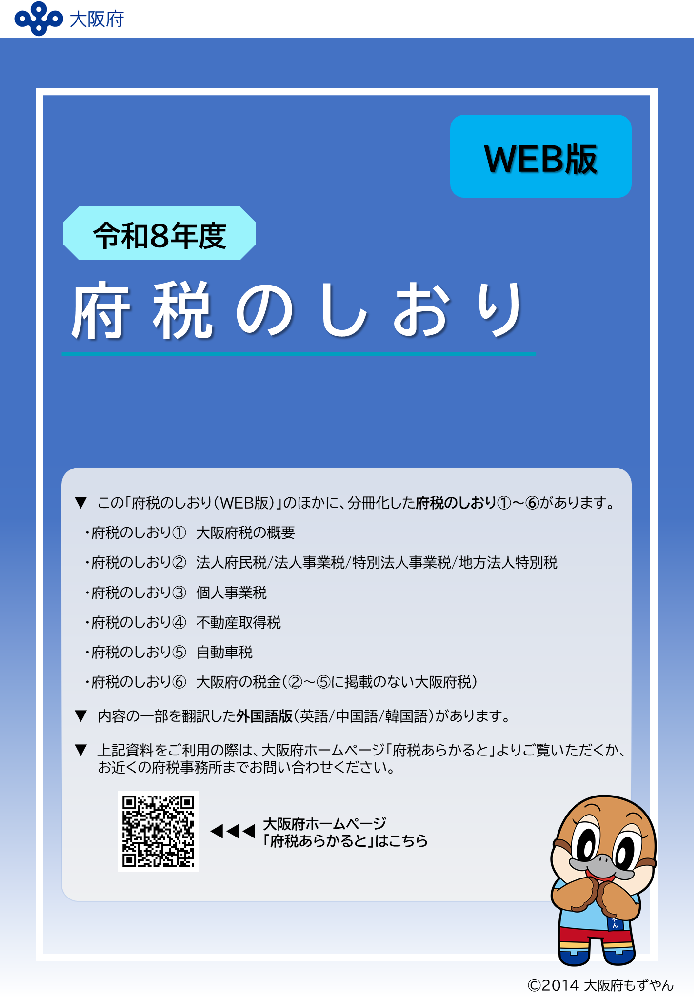 大阪府
WEB版
令和8年度
府税のしおり
▼ この「府税のしおり(WEB版)」のほかに、分冊化した府税のしおり①~⑥があります。
・府税のしおり① 大阪府税の概要
・府税のしおり② 法人府民税/法人事業税/特別法人事業税/地方法人特別税
・府税のしおり③ 個人事業税
・府税のしおり④ 不動産取得税
・府税のしおり⑤ 自動車税
・府税のしおり⑥ 大阪府の税金(②~⑤に掲載のない大阪府税)
▼ 内容の一部を翻訳した外国語版(英語/中国語/韓国語)があります。
▼ 上記資料をご利用の際は、大阪府ホームページ「府税あらかると」よりご覧いただくか、
お近くの府税事務所までお問い合わせください。
◀◀◀ 大阪府ホームページ
「府税あらかると」はこちら
やん
©2014 大阪府もずやん